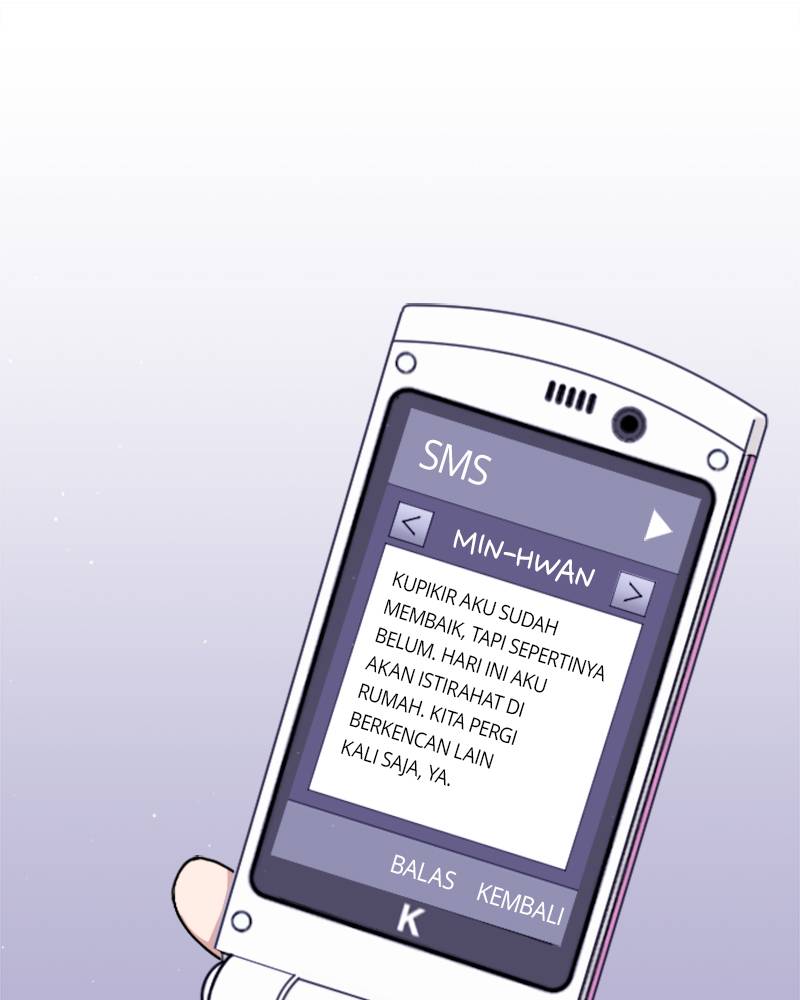 SMS
< MIN-HWAN >
KUPIKIR AKU SUDAH
MEMBAIK, TAPI SEPERTINYA
BELUM. HARI INI AKU
AKAN ISTIRAHAT DI
RUMAH. KITA PERGI
BERKENCAN LAIN
KALI SAJA, YA.
BALAS KEMBALI
K